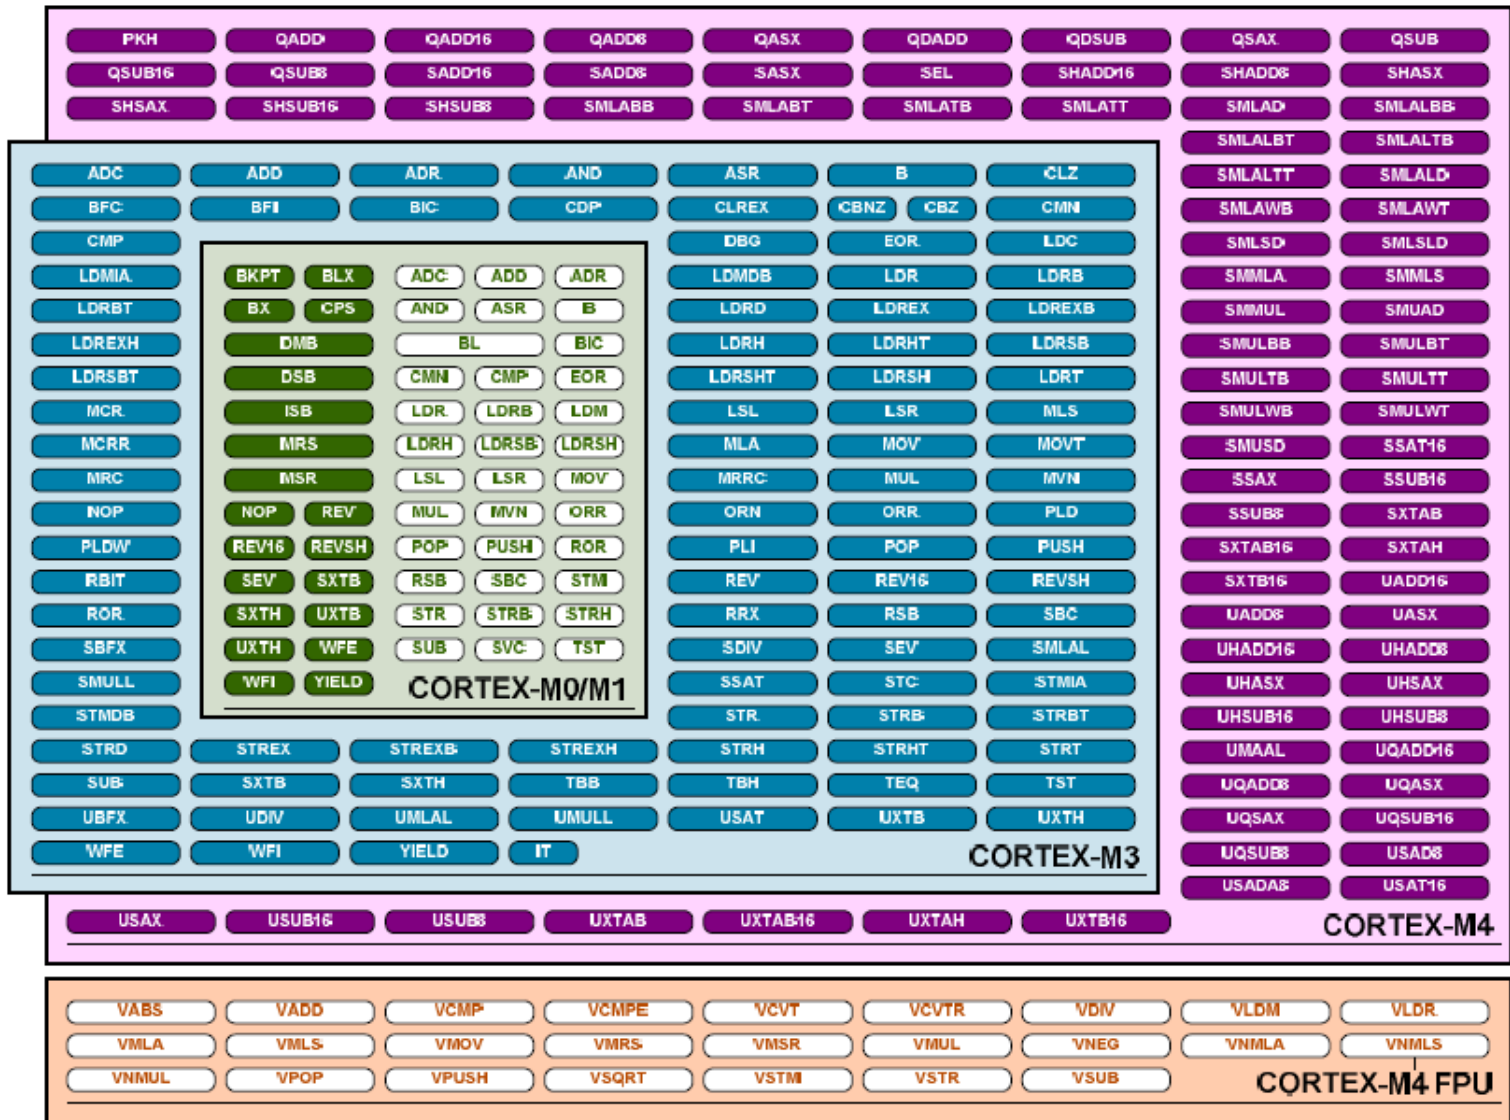 PKH QADD QADD16 QADD8 QASX QDADD QDSUB QSAX QSUB
QSUB16 QSUB8 SADD16 SADD8 SASX SEL SHADD16 SHADD8 SHASX
SHSAX SHSUB16 SHSUB8 SMLABB SMLABT SMLATB SMLATT SMLAD SMLALBB
SMLALBT SMLALTB
ADC ADD ADR AND ASR B CLZ SMLALTT SMLALD
BFC BFI BIC CDP CLREX CBNZ CBZ CMN SMLAWB SMLAWT
CMP DBG EOR LDC SMLSD SMLSLD
LDMIA BKPT BLX ADC ADD ADR LDMDB LDR LDRB SMMLA SMMLS
LDRBT BX CPS AND ASR B LDRD LDREX LDREXB SMMUL SMUAD
LDREXH DMB BL BIC LDRH LDRHT LDRSB SMULBB SMULBT
LDRSBT DSB CMN CMP EOR LDRSHT LDRSH LDRT SMULTB SMULTT
MCR ISB LDR LDRB LDM LSL LSR MLS SMULWB SMULWT
MCRR MRS LDRH LDRSB LDRSH MLA MOV MOVT SMUSD SSAT16
MRC MSR LSL LSR MOV MRRC MUL MVN SSAX SSUB16
NOP NOP REV MUL MVN ORR ORN ORR PLD SSUB8 SXTAB
PLDW REV16 REVSH POP PUSH ROR PLI POP PUSH SXTAB16 SXTAH
RBIT SEV SXTB RSB SBC STM REV REV16 REVSH SXTB16 UADD16
ROR SXTH UXTB STR STRB STRH RRX RSB SBC UADD8 UASX
SBFX UXTH WFE SUB SVC TST SDIV SEV SMLAL UHADD16 UHADD8
SMULL WFI YIELD CORTEX-M0/M1 SSAT STC STMIA UHASX UHSAX
STMDB STR STRB STRBT UHSUB16 UHSUB8
STRD STREX STREXB STREXH STRH STRHT STRT UMAAL UQADD16
SUB SXTB SXTH TBB TBH TEQ TST UQADD8 UQASX
UBFX UDIV UMLAL UMULL USAT UXTB UXTH UQSAX UQSUB16
WFE WFI YIELD IT CORTEX-M3 UQSUB8 USAD8
USADA8 USAT16
USAX USUB16 USUB8 UXTAB UXTAB16 UXTAH UXTB16 CORTEX-M4
VABS VADD VCMP VCMPE VCVT VCVTR VDIV VLDM VLDR
VMLA VMLS VMOV VMRS VMSR VMUL VNEG VNMLA VNMLS
VNMUL VPOP VPUSH VSQRT VSTM VSTR VSUB CORTEX-M4 FPU